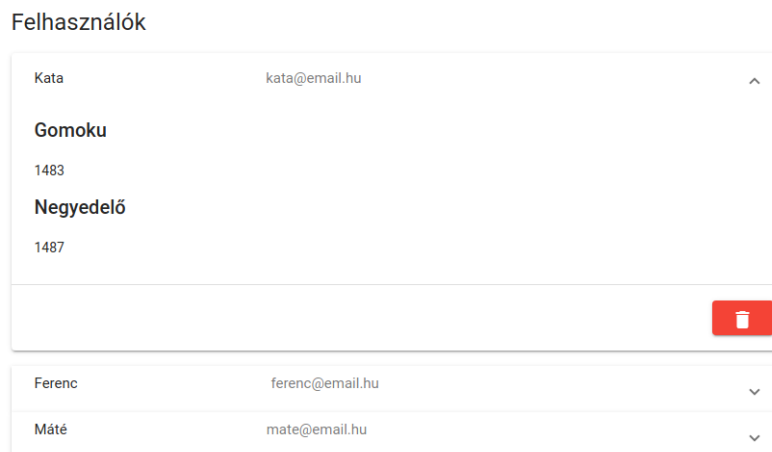 Felhasználók
Kata kata@email.hu
Gomoku
1483
Negyedelő
1487
Ferenc ferenc@email.hu
Máté mate@email.hu